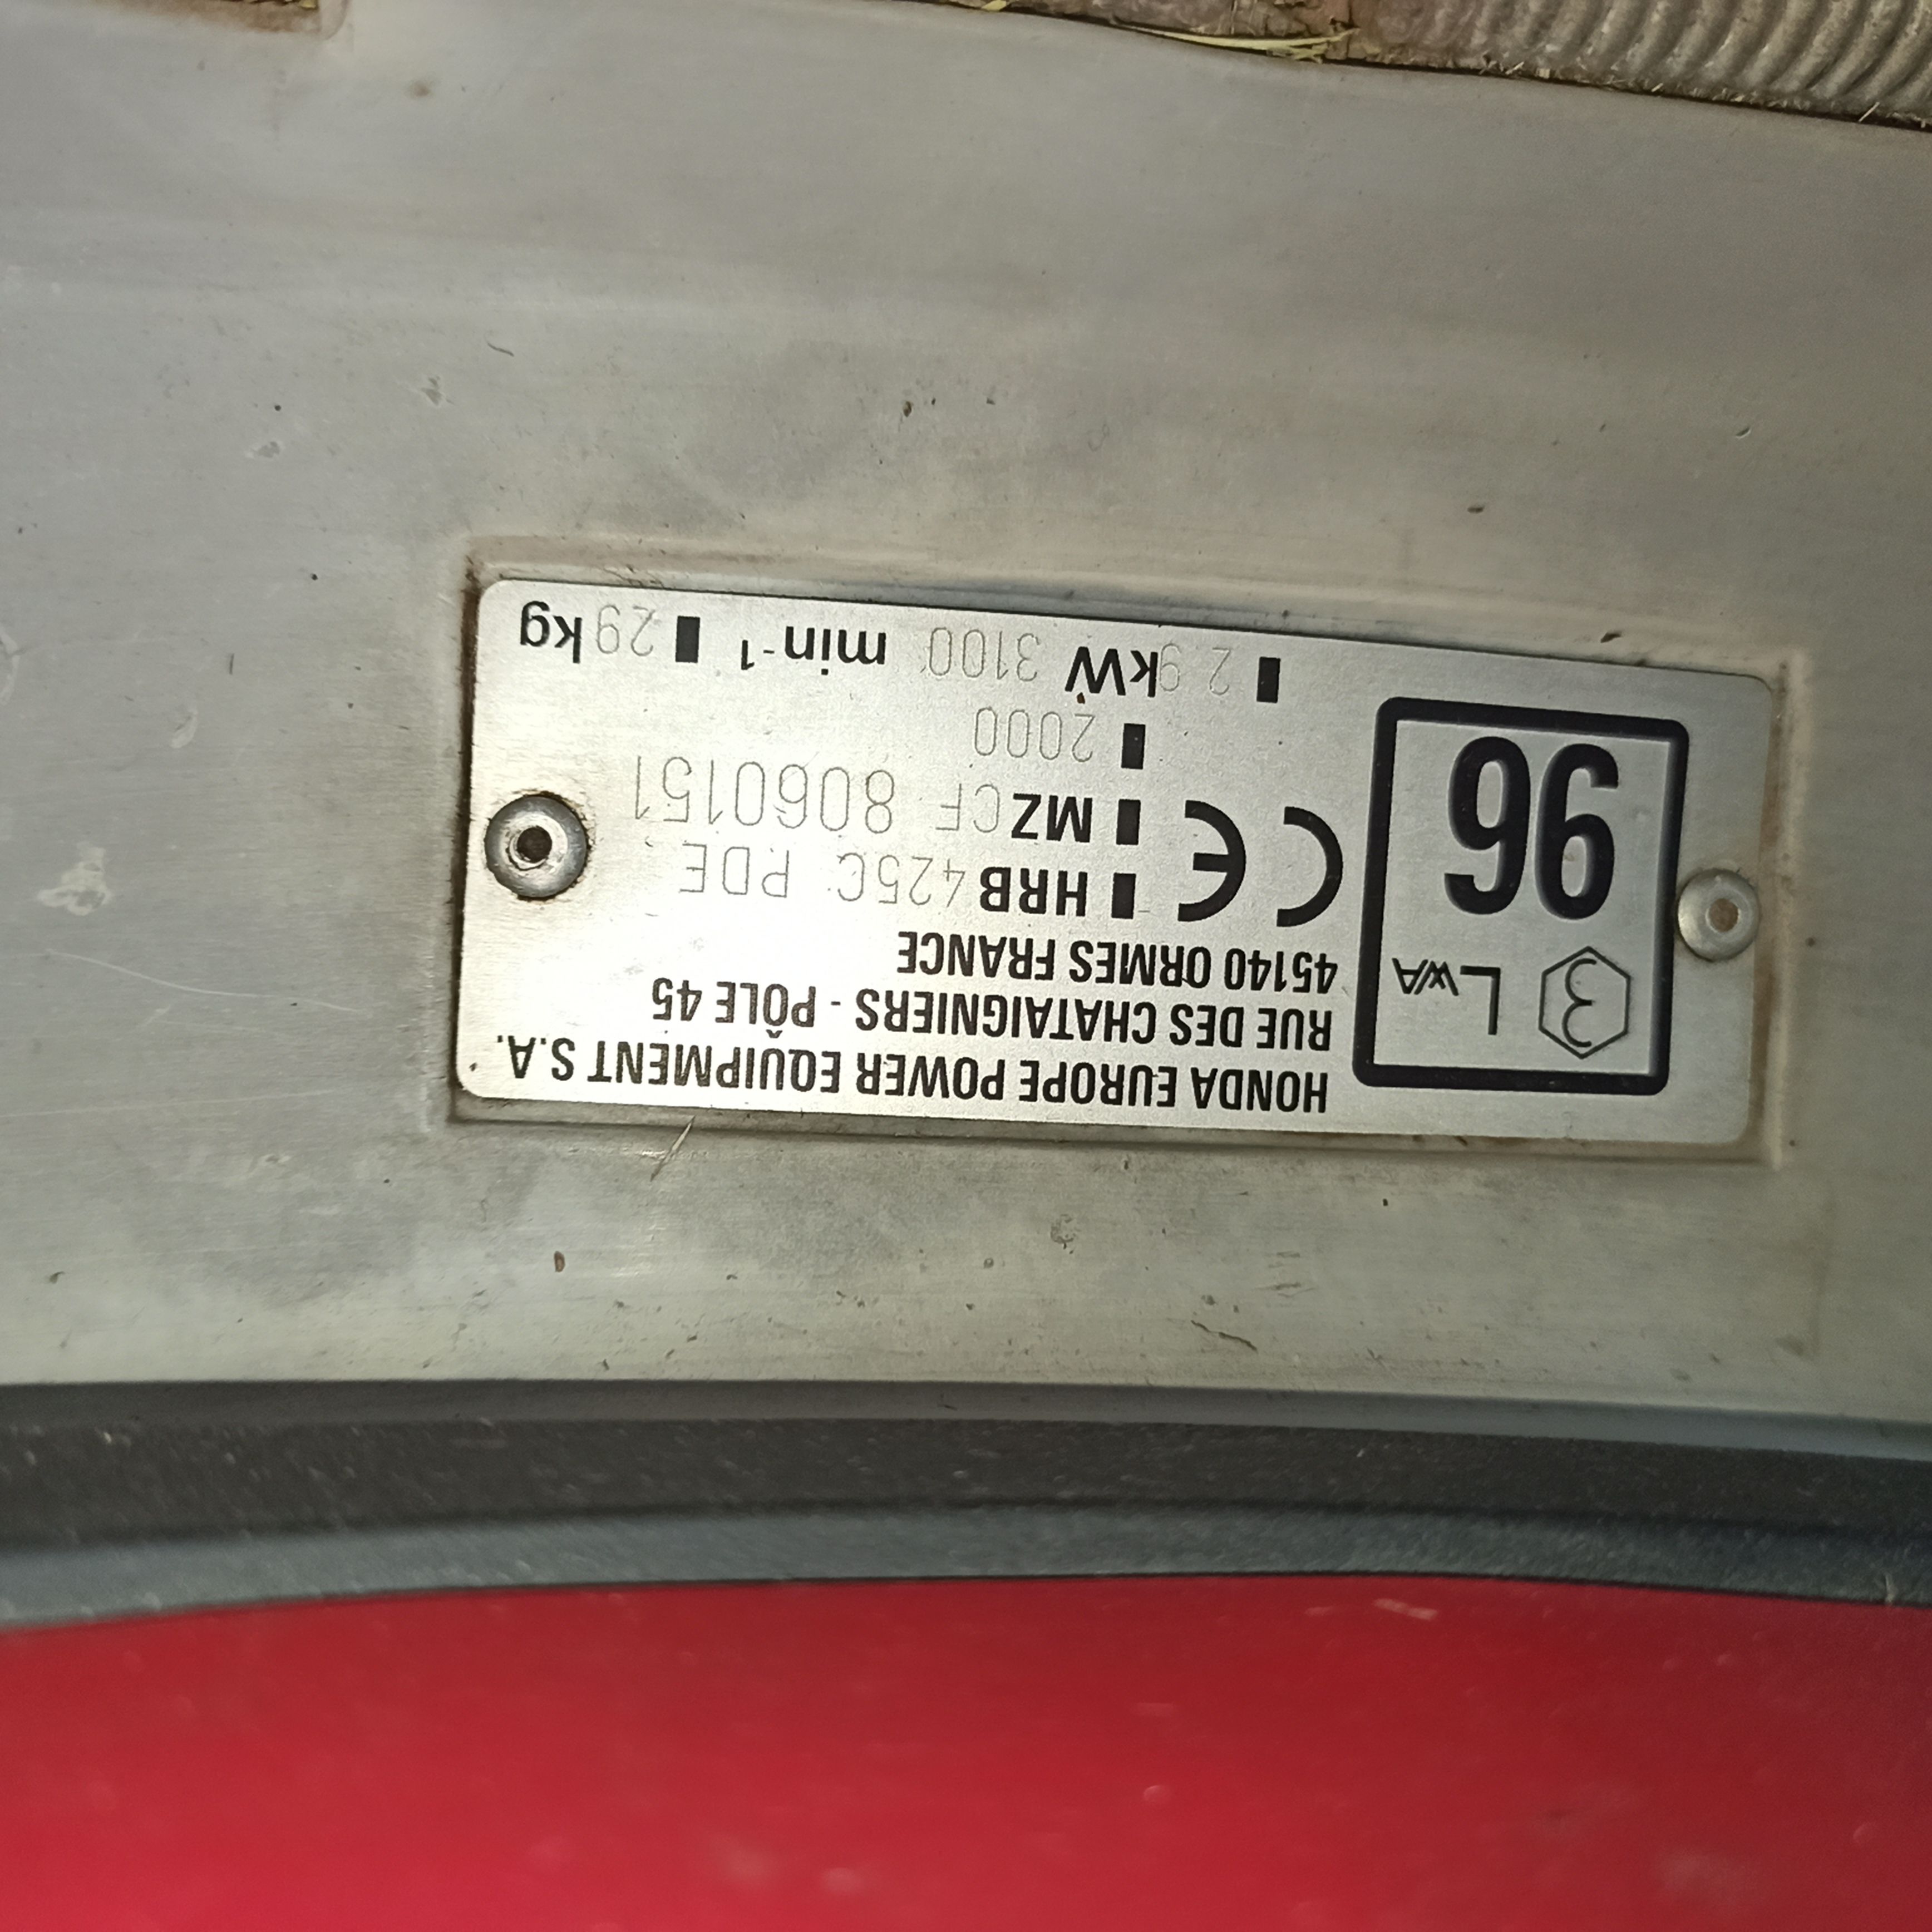 HONDA EUROPE POWER EQUIPMENT S.A.
RUE DES CHATAIGNIERS - PÔLE 45
45140 ORMES FRANCE
HRB 425C PDE
MZCF 8060151
2000
2.9 kW 3100 min-1 29 kg
CE
3 LWA
96